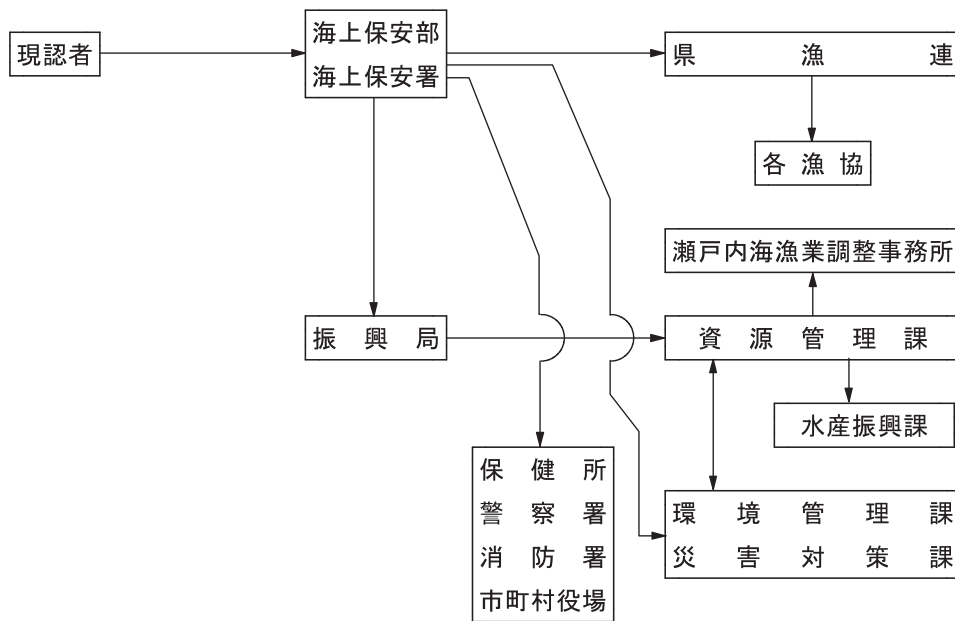 現認者
海上保安部
海上保安署
県漁連
各漁協
瀬戸内海漁業調整事務所
振興局
資源管理課
水産振興課
保健所
警察署
消防署
市町村役場
環境管理課
災害対策課